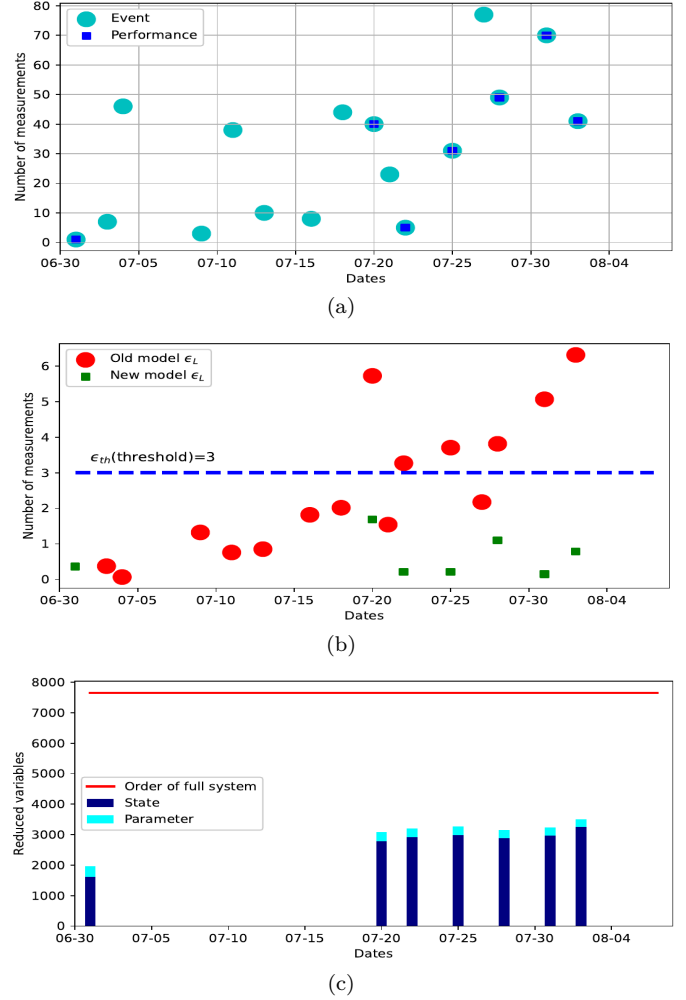 80
70
60
50
40
30
20
10
0
Number of measurements
Event
Performance
06-30 07-05 07-10 07-15 07-20 07-25 07-30 08-04
Dates
(a)
6
5
4
3
2
1
0
Number of measurements
Old model ϵ_L
New model ϵ_L
ϵ_th(threshold)=3
06-30 07-05 07-10 07-15 07-20 07-25 07-30 08-04
Dates
(b)
8000
7000
6000
5000
4000
3000
2000
1000
0
Reduced variables
Order of full system
State
Parameter
06-30 07-05 07-10 07-15 07-20 07-25 07-30 08-04
Dates
(c)